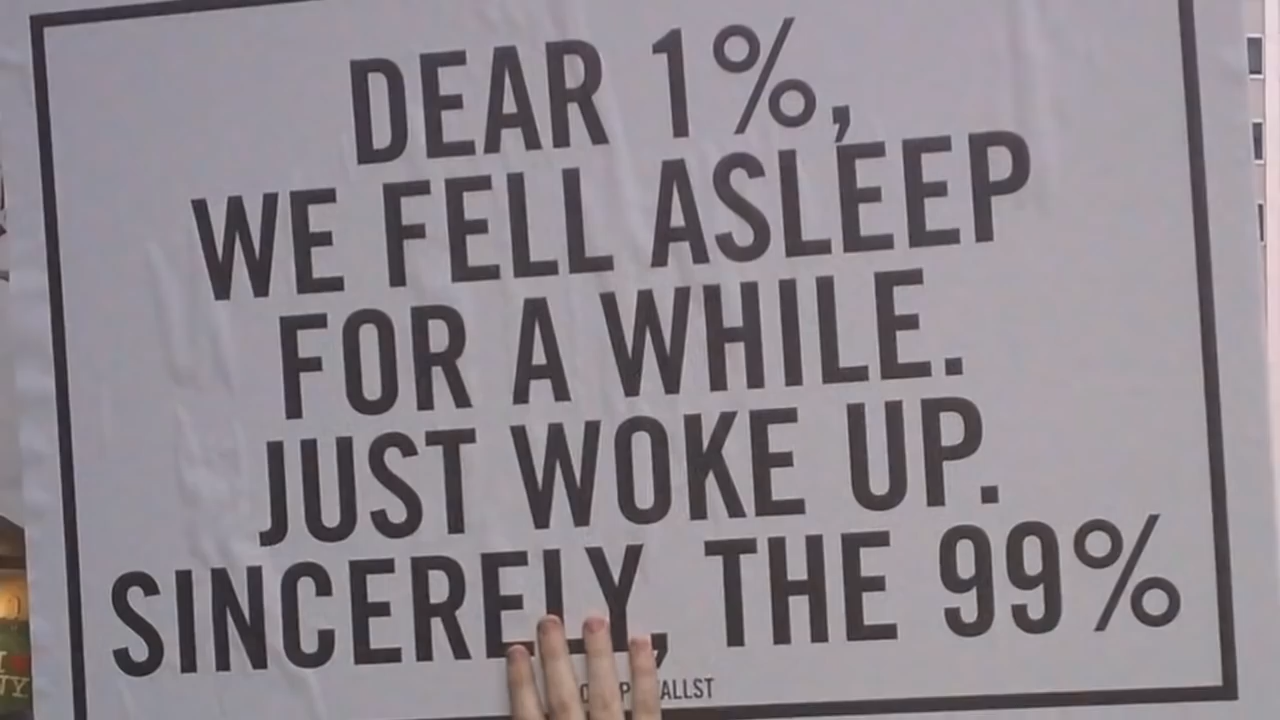 DEAR 1%,
WE FELL ASLEEP
FOR A WHILE.
JUST WOKE UP.
SINCERELY, THE 99%